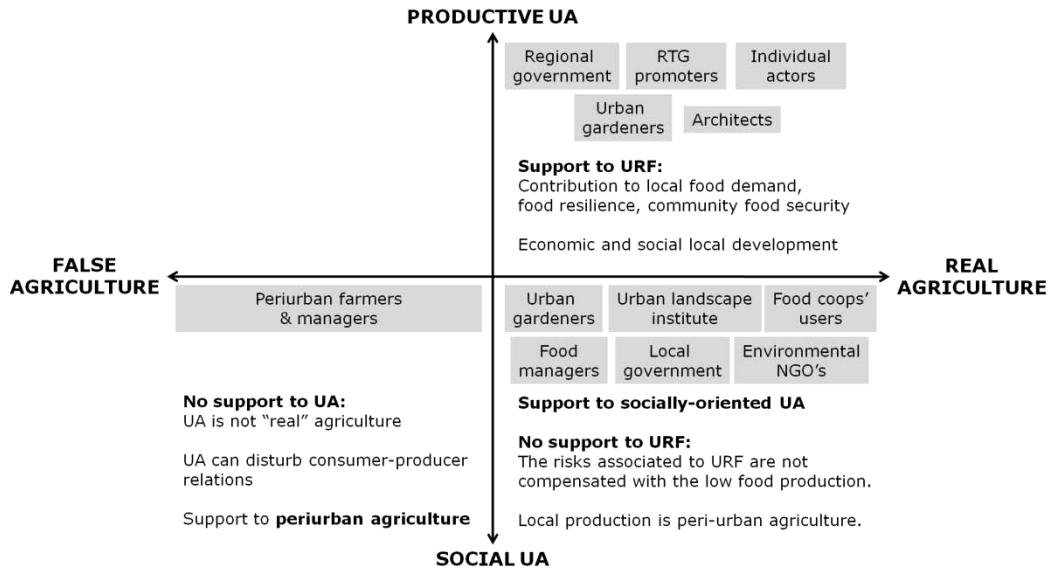 PRODUCTIVE UA
Regional
government
RTG
promoters
Individual
actors
Urban
gardeners
Architects
Support to URF:
Contribution to local food demand,
food resilience, community food security
Economic and social local development
FALSE
AGRICULTURE
REAL
AGRICULTURE
Periurban farmers
& managers
Urban
gardeners
Urban landscape
institute
Food coops’
users
Food
managers
Local
government
Environmental
NGO’s
No support to UA:
UA is not “real” agriculture
UA can disturb consumer-producer
relations
Support to periurban agriculture
Support to socially-oriented UA
No support to URF:
The risks associated to URF are not
compensated with the low food production.
Local production is peri-urban agriculture.
SOCIAL UA